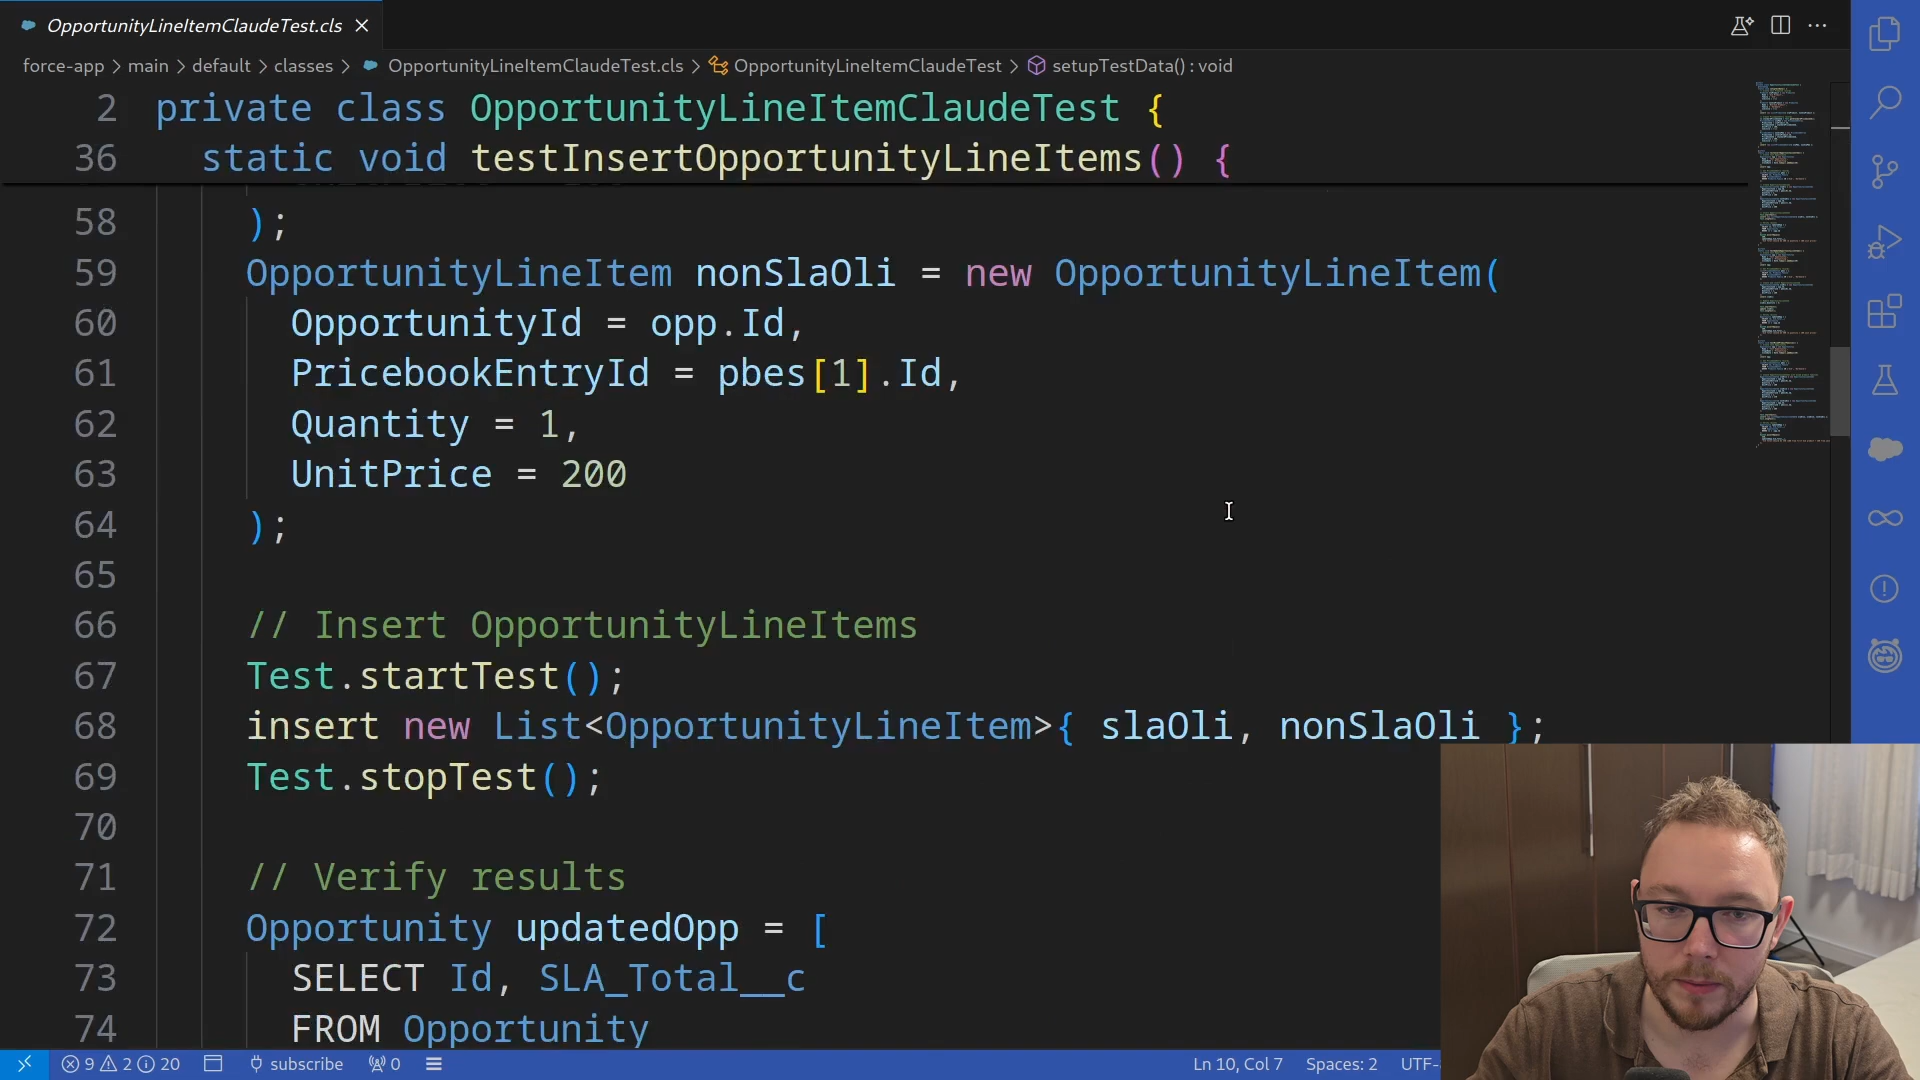 OpportunityLineItemClaudeTest.cls
force-app > main > default > classes > OpportunityLineItemClaudeTest.cls > OpportunityLineItemClaudeTest > setupTestData() : void
2 private class OpportunityLineItemClaudeTest {
36 static void testInsertOpportunityLineItems() {
58 );
59 OpportunityLineItem nonSlaOli = new OpportunityLineItem(
60 OpportunityId = opp.Id,
61 PricebookEntryId = pbes[1].Id,
62 Quantity = 1,
63 UnitPrice = 200
64 );
65
66 // Insert OpportunityLineItems
67 Test.startTest();
68 insert new List<OpportunityLineItem>{ slaOli, nonSlaOli };
69 Test.stopTest();
70
71 // Verify results
72 Opportunity updatedOpp = [
73 SELECT Id, SLA_Total__c
74 FROM Opportunity
9 2 20 subscribe 0 Ln 10, Col 7 Spaces: 2 UTF-